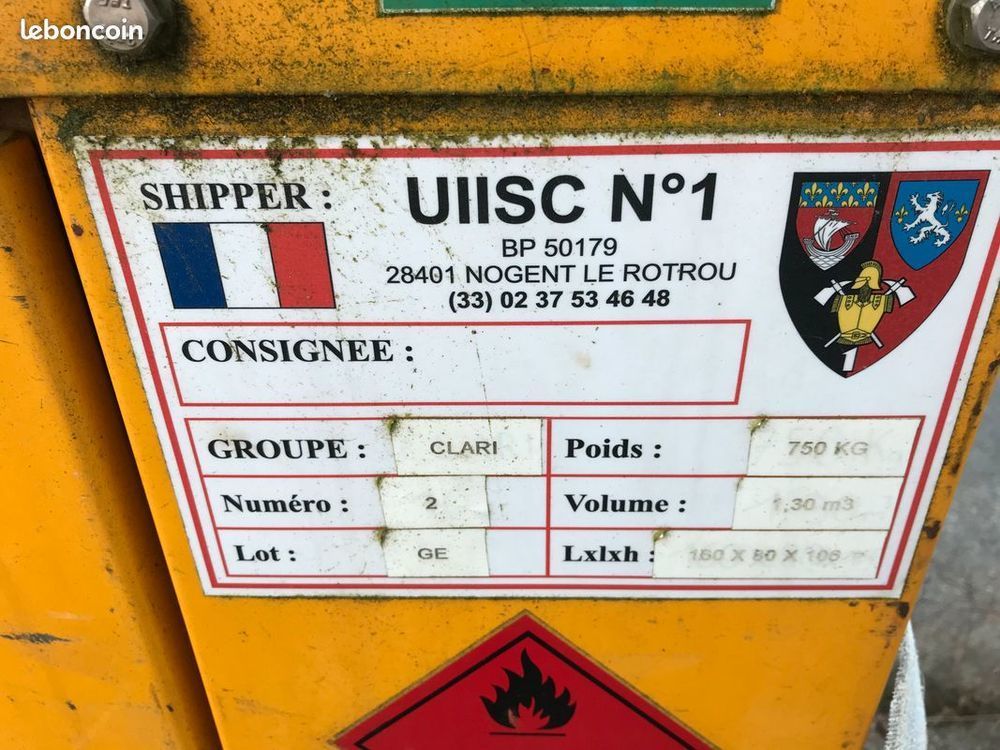 leboncoin
SHIPPER :
UIISC N°1
BP 50179
28401 NOGENT LE ROTROU
(33) 02 37 53 46 48
1
CONSIGNEE :
GROUPE : CLARI Poids : 750 KG
Numéro : 2 Volume : 1,30 m3
Lot : GE Lxlxh : X X